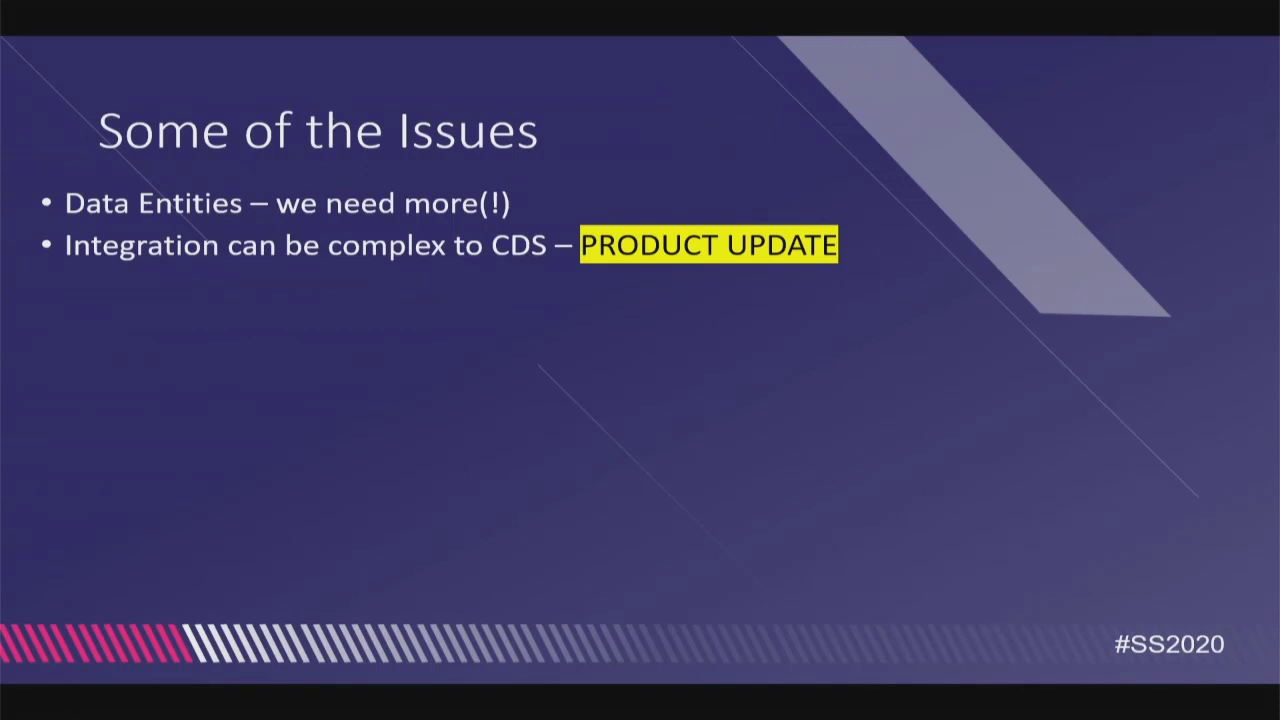 Some of the Issues
• Data Entities – we need more(!)
• Integration can be complex to CDS – PRODUCT UPDATE
#SS2020